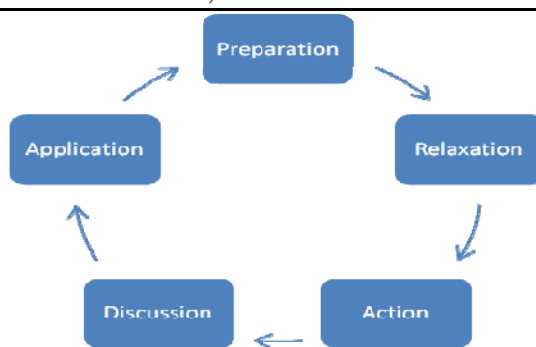 Preparation
Relaxation
Action
Discussion
Application